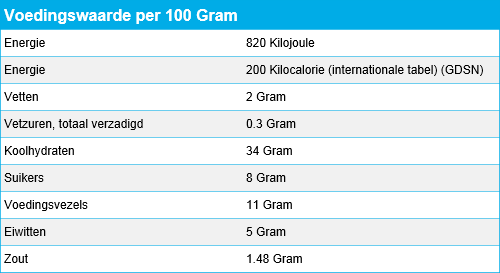 Voedingswaarde per 100 Gram
Energie 820 Kilojoule
Energie 200 Kilocalorie (internationale tabel) (GDSN)
Vetten 2 Gram
Vetzuren, totaal verzadigd 0.3 Gram
Koolhydraten 34 Gram
Suikers 8 Gram
Voedingsvezels 11 Gram
Eiwitten 5 Gram
Zout 1.48 Gram